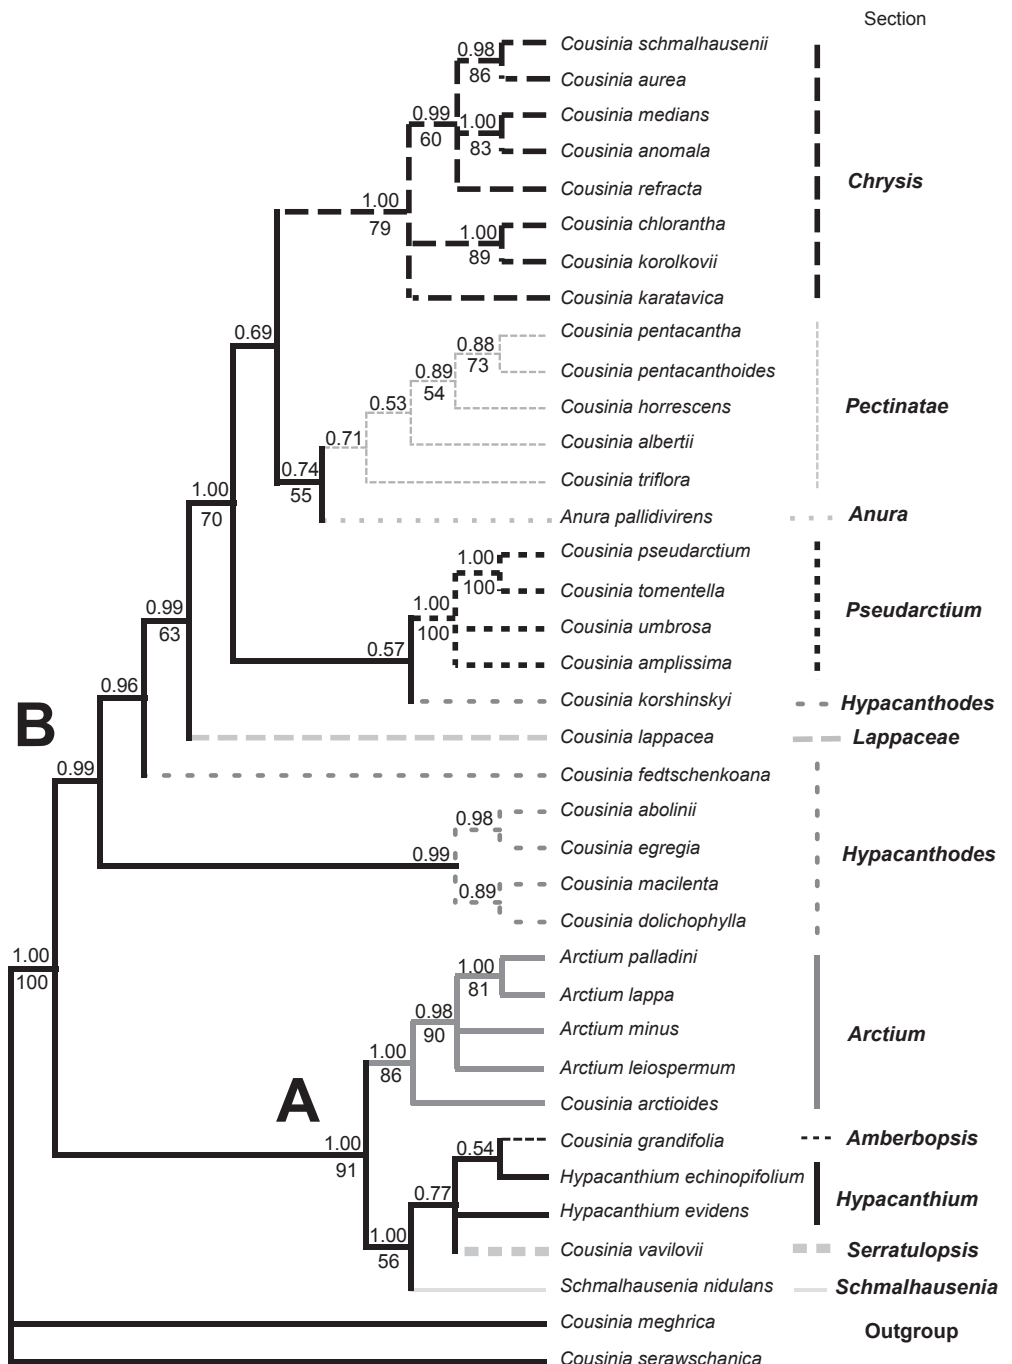 Section
0.98
Cousinia schmalhausenii
86
Cousinia aurea
0.99
1.00
Cousinia medians
60
83
Cousinia anomala
Chrysis
1.00
Cousinia refracta
79
1.00
Cousinia chlorantha
89
Cousinia korolkovii
Cousinia karatavica
0.69
Cousinia pentacantha
0.88
73
0.89
Cousinia pentacanthoides
54
0.53
Cousinia horrescens
Pectinatae
0.71
Cousinia albertii
0.74
55
Cousinia triflora
1.00
70
Anura pallidivirens
Anura
1.00
Cousinia pseudarctium
100
Cousinia tomentella
1.00
100
0.99
63
Cousinia umbrosa
Pseudarctium
0.57
Cousinia amplissima
0.96
Cousinia korshinskyi
Hypacanthodes
B
Cousinia lappacea
Lappaceae
0.99
Cousinia fedtschenkoana
0.98
Cousinia abolinii
0.99
Cousinia egregia
Hypacanthodes
0.89
Cousinia macilenta
Cousinia dolichophylla
1.00
100
1.00
Arctium palladini
81
Arctium lappa
0.98
90
Arctium minus
Arctium
1.00
86
Arctium leiospermum
A
Cousinia arctioides
1.00
91
0.54
Cousinia grandifolia
Amberbopsis
Hypacanthium echinopifolium
0.77
Hypacanthium evidens
Hypacanthium
1.00
56
Cousinia vavilovii
Serratulopsis
Schmalhausenia nidulans
Schmalhausenia
Cousinia meghrica
Outgroup
Cousinia serawschanica